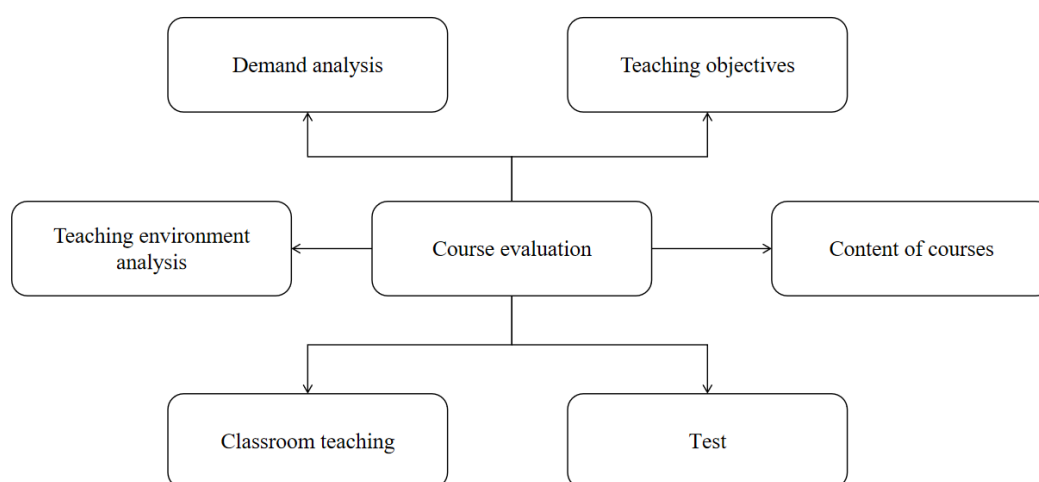 Demand analysis
Teaching objectives
Teaching environment
analysis
Course evaluation
Content of courses
Classroom teaching
Test